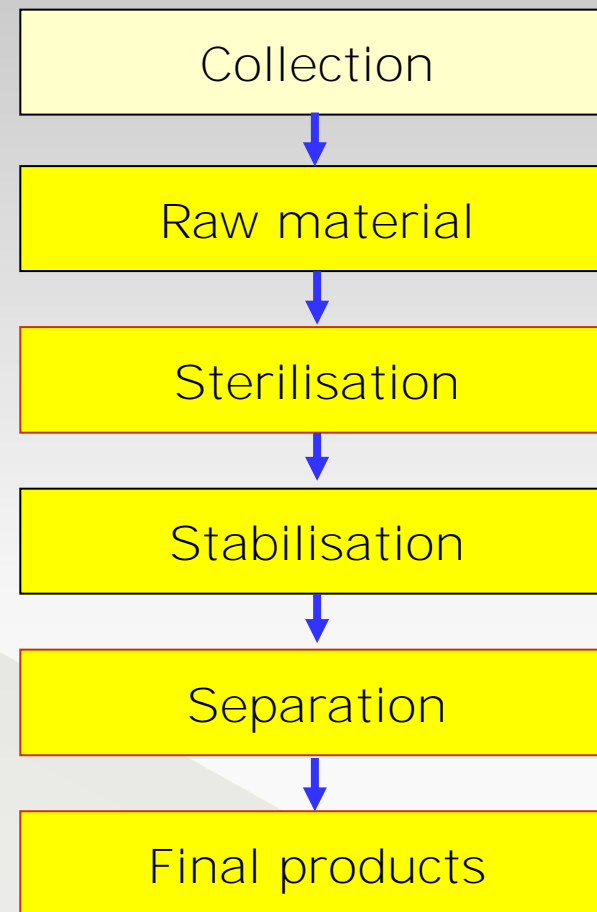 Collection
Raw material
Sterilisation
Stabilisation
Separation
Final products